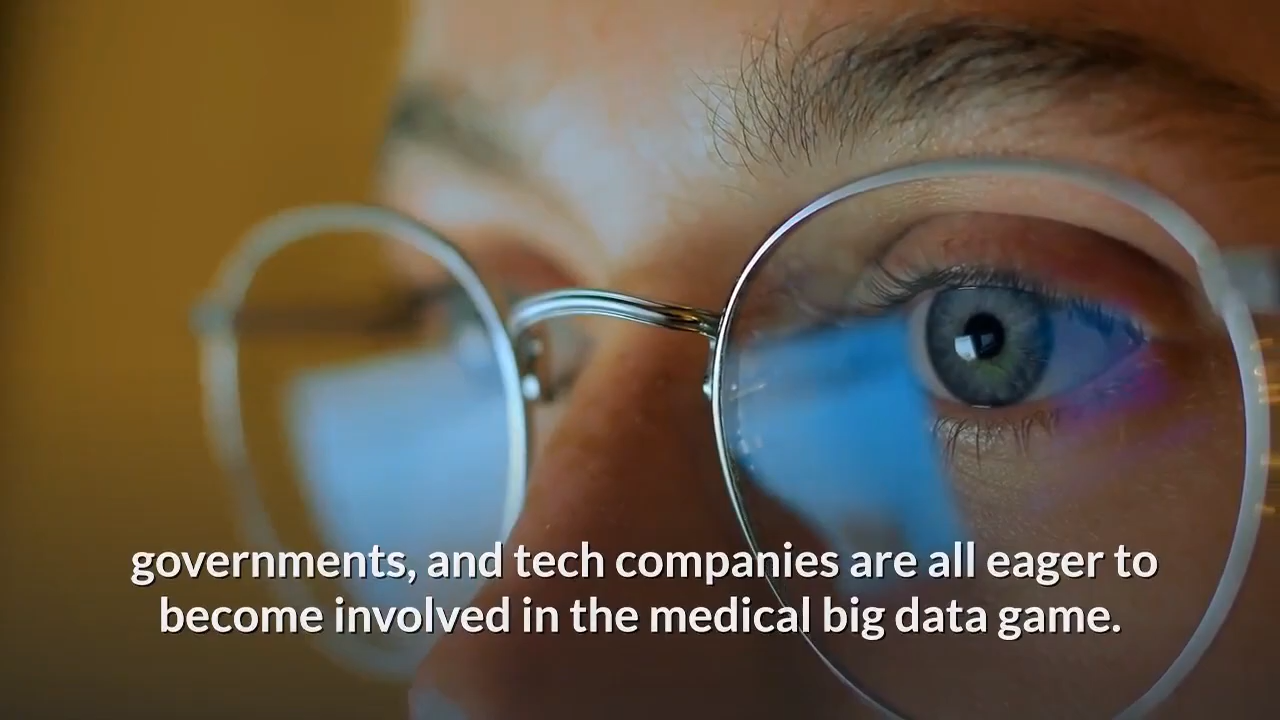 governments, and tech companies are all eager to
become involved in the medical big data game.